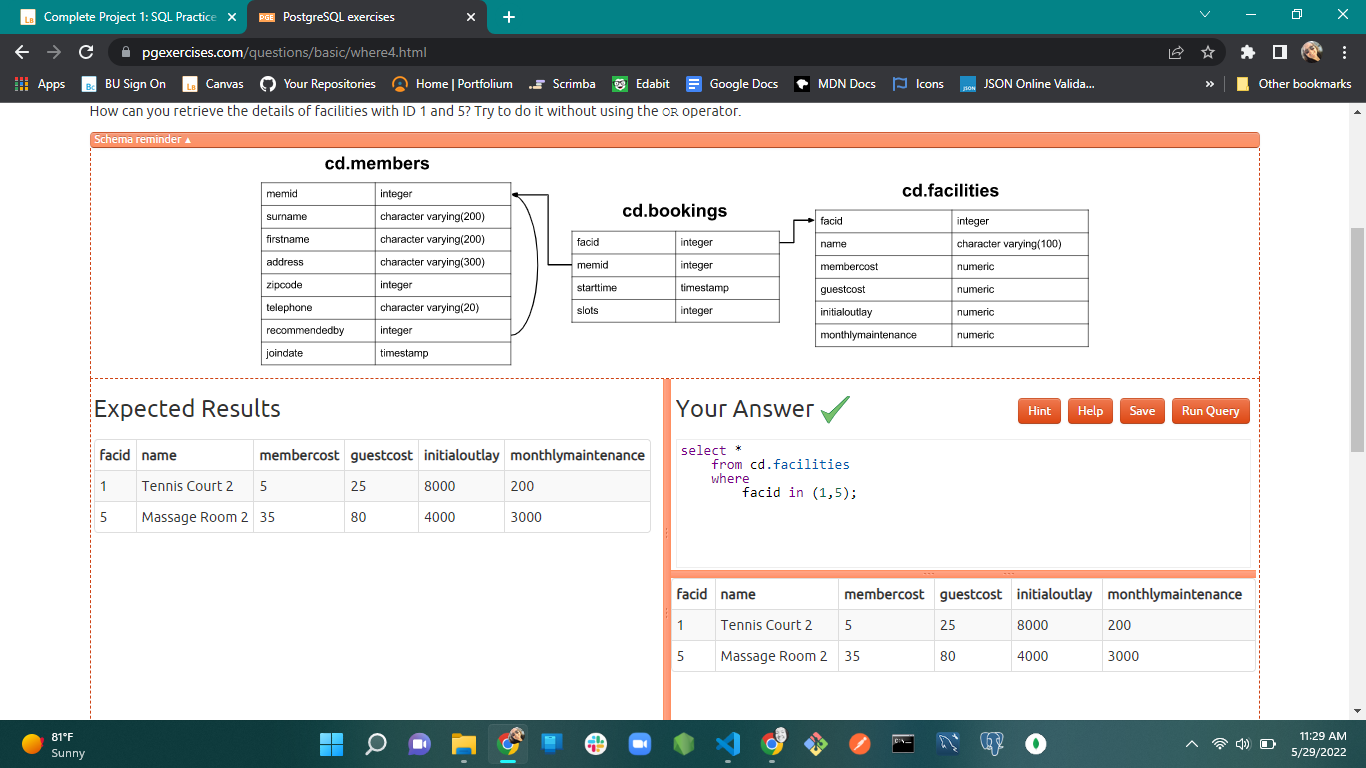 Complete Project 1: SQL Practice
PostgreSQL exercises
pgexercises.com/questions/basic/where4.html
Apps BU Sign On Canvas Your Repositories Home | Portfolium Scrimba Edabit Google Docs MDN Docs Icons JSON Online Valida... » Other bookmarks
How can you retrieve the details of facilities with ID 1 and 5? Try to do it without using the OR operator.
Schema reminder ▲
cd.members
memid integer
surname character varying(200)
firstname character varying(200)
address character varying(300)
zipcode integer
telephone character varying(20)
recommendedby integer
joindate timestamp
cd.bookings
facid integer
memid integer
starttime timestamp
slots integer
cd.facilities
facid integer
name character varying(100)
membercost numeric
guestcost numeric
initialoutlay numeric
monthlymaintenance numeric
Expected Results
facid name membercost guestcost initialoutlay monthlymaintenance
1 Tennis Court 2 5 25 8000 200
5 Massage Room 2 35 80 4000 3000
Your Answer
Hint Help Save Run Query
select *
from cd.facilities
where
facid in (1,5);
facid name membercost guestcost initialoutlay monthlymaintenance
1 Tennis Court 2 5 25 8000 200
5 Massage Room 2 35 80 4000 3000
81°F
Sunny
11:29 AM
5/29/2022